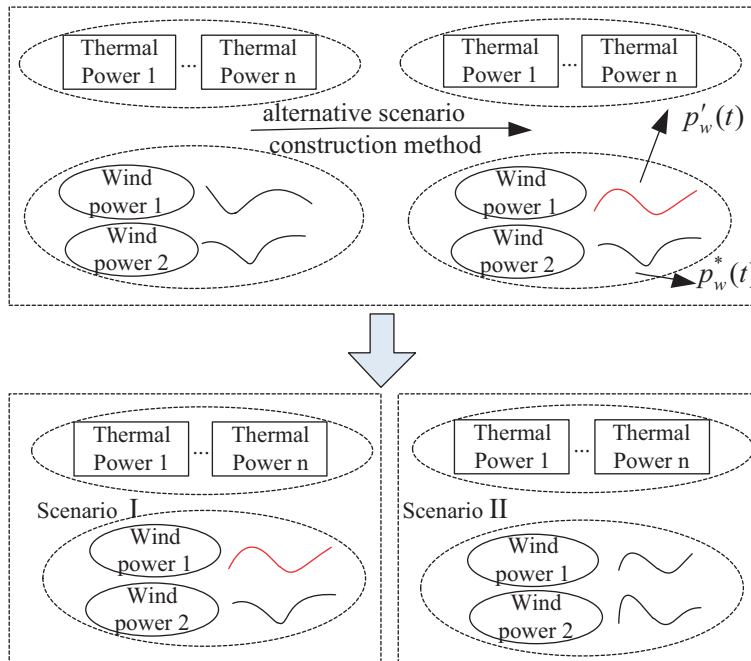 Thermal Power 1 ... Thermal Power n
Thermal Power 1 ... Thermal Power n
alternative scenario
construction method
p′w(t)
Wind power 1
Wind power 2
Wind power 1
Wind power 2
p*w(t)
Thermal Power 1 ... Thermal Power n
Scenario I
Wind power 1
Wind power 2
Thermal Power 1 ... Thermal Power n
Scenario II
Wind power 1
Wind power 2